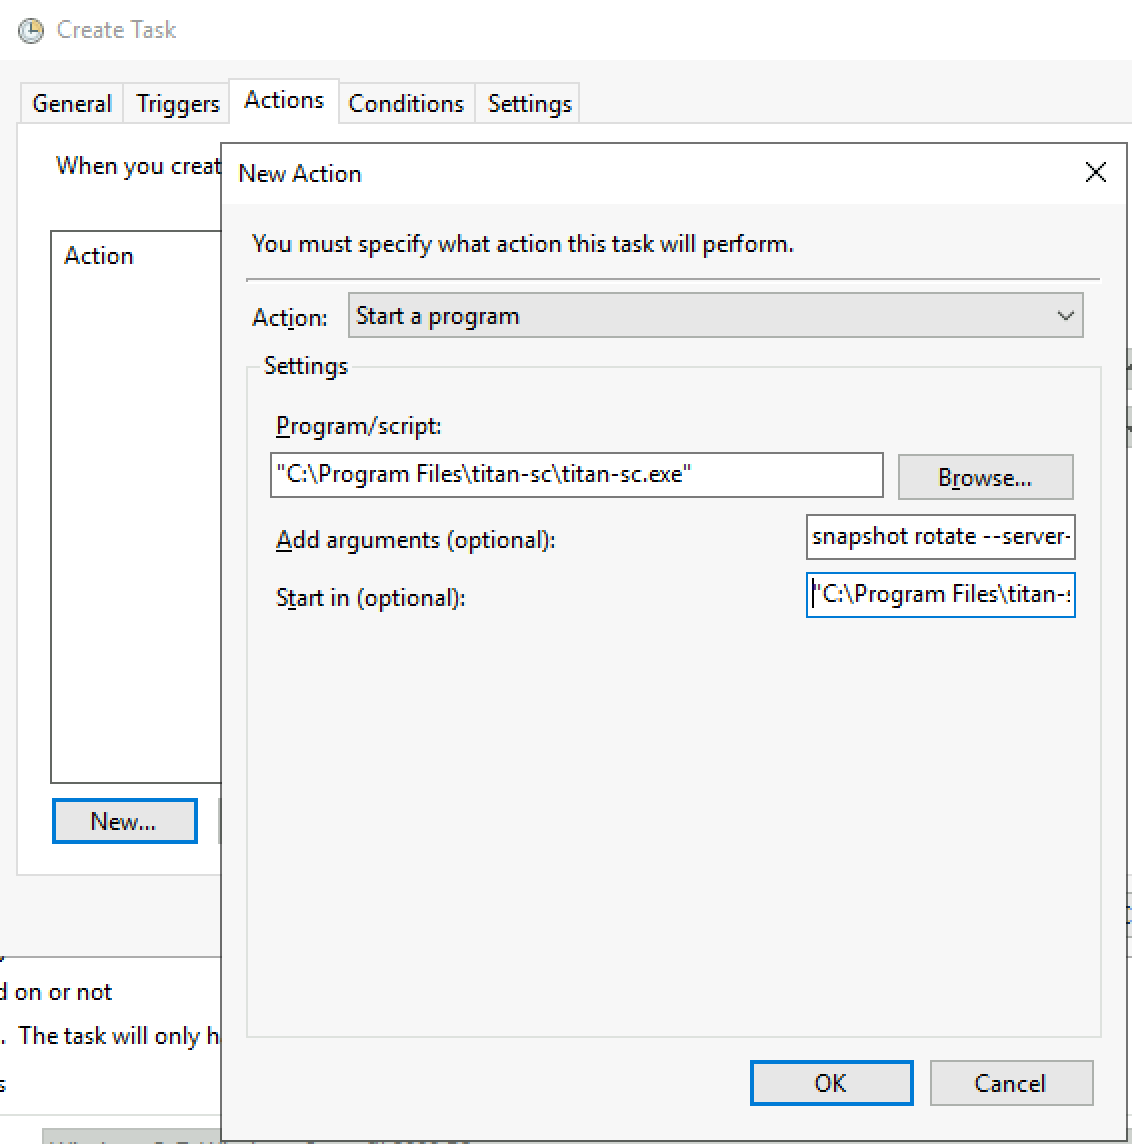 Create Task
General Triggers Actions Conditions Settings
When you creat
New Action
You must specify what action this task will perform.
Action
Action: Start a program
Settings
Program/script:
"C:\Program Files\titan-sc\titan-sc.exe" Browse...
Add arguments (optional): snapshot rotate --server-
Start in (optional): "C:\Program Files\titan-s
New...
d on or not
. The task will only h
s
OK Cancel